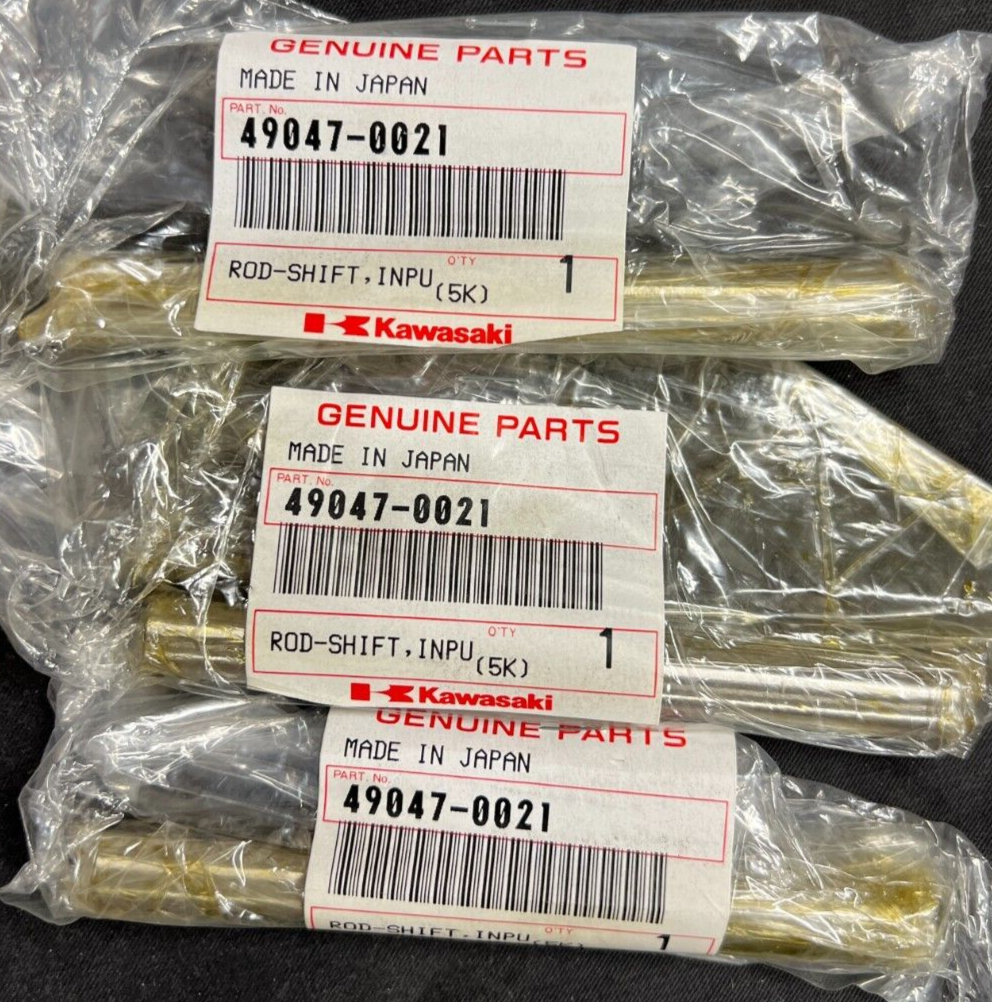 GENUINE PARTS
MADE IN JAPAN
PART. No.
49047-0021
Q'TY
ROD-SHIFT,INPU(5K) 1
Kawasaki
GENUINE PARTS
MADE IN JAPAN
PART. No.
49047-0021
Q'TY
ROD-SHIFT,INPU(5K) 1
Kawasaki
GENUINE PARTS
MADE IN JAPAN
PART. No.
49047-0021
Q'TY
ROD-SHIFT,INPU(5K) 1